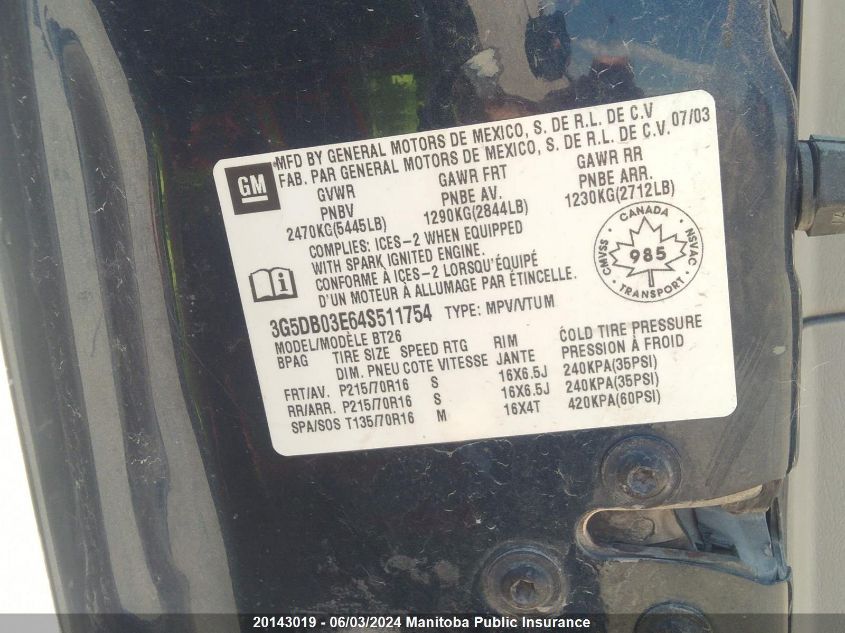 GM
MFD BY GENERAL MOTORS DE MEXICO, S. DE R.L. DE C.V
FAB. PAR GENERAL MOTORS DE MEXICO, S. DE R.L. DE C.V. 07/03
GVWR GAWR FRT GAWR RR
PNBV PNBE AV. PNBE ARR.
2470KG(5445LB) 1290KG(2844LB) 1230KG(2712LB)
COMPLIES: ICES-2 WHEN EQUIPPED
WITH SPARK IGNITED ENGINE.
CONFORME À ICES-2 LORSQU'ÉQUIPÉ
D'UN MOTEUR À ALLUMAGE PAR ÉTINCELLE.
CANADA
CMVSS 985 NSVAC
TRANSPORT
3G5DB03E64S511754 TYPE: MPV/VTUM
MODEL/MODÈLE BT26
BPAG TIRE SIZE SPEED RTG RIM COLD TIRE PRESSURE
DIM. PNEU COTE VITESSE JANTE PRESSION À FROID
FRT/AV. P215/70R16 S 16X6.5J 240KPA(35PSI)
RR/ARR. P215/70R16 S 16X6.5J 240KPA(35PSI)
SPA/SOS T135/70R16 M 16X4T 420KPA(60PSI)
20143019 - 06/03/2024 Manitoba Public Insurance